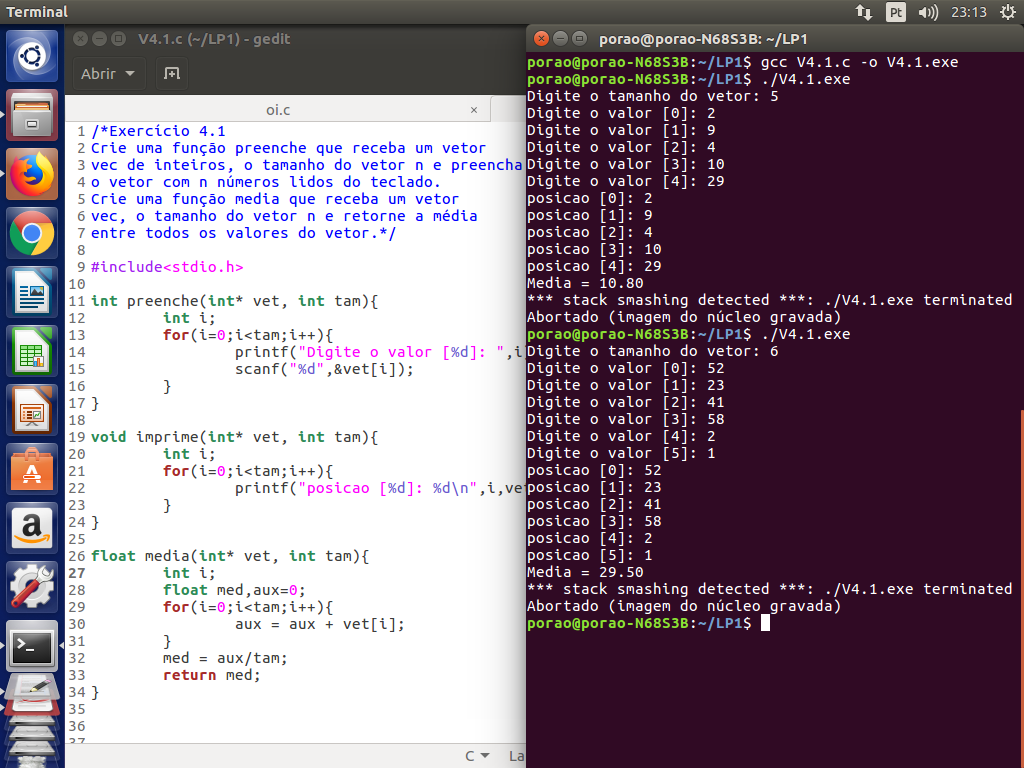 Terminal
Pt
23:13
V4.1.c (~/LP1) - gedit
Abrir
oi.c
×
1 /*Exercício 4.1
2 Crie uma função preenche que receba um vetor
3 vec de inteiros, o tamanho do vetor n e preencha
4 o vetor com n números lidos do teclado.
5 Crie uma função media que receba um vetor
6 vec, o tamanho do vetor n e retorne a média
7 entre todos os valores do vetor.*/
8
9 #include<stdio.h>
10
11 int preenche(int* vet, int tam){
12 int i;
13 for(i=0;i<tam;i++){
14 printf("Digite o valor [%d]: ",i
15 scanf("%d",&vet[i]);
16 }
17 }
18
19 void imprime(int* vet, int tam){
20 int i;
21 for(i=0;i<tam;i++){
22 printf("posicao [%d]: %d\n",i,ve
23 }
24 }
25
26 float media(int* vet, int tam){
27 int i;
28 float med,aux=0;
29 for(i=0;i<tam;i++){
30 aux = aux + vet[i];
31 }
32 med = aux/tam;
33 return med;
34 }
35
36
37
C
La
porao@porao-N68S3B: ~/LP1
porao@porao-N68S3B:~/LP1$ gcc V4.1.c -o V4.1.exe
porao@porao-N68S3B:~/LP1$ ./V4.1.exe
Digite o tamanho do vetor: 5
Digite o valor [0]: 2
Digite o valor [1]: 9
Digite o valor [2]: 4
Digite o valor [3]: 10
Digite o valor [4]: 29
posicao [0]: 2
posicao [1]: 9
posicao [2]: 4
posicao [3]: 10
posicao [4]: 29
Media = 10.80
*** stack smashing detected ***: ./V4.1.exe terminated
Abortado (imagem do núcleo gravada)
porao@porao-N68S3B:~/LP1$ ./V4.1.exe
Digite o tamanho do vetor: 6
Digite o valor [0]: 52
Digite o valor [1]: 23
Digite o valor [2]: 41
Digite o valor [3]: 58
Digite o valor [4]: 2
Digite o valor [5]: 1
posicao [0]: 52
posicao [1]: 23
posicao [2]: 41
posicao [3]: 58
posicao [4]: 2
posicao [5]: 1
Media = 29.50
*** stack smashing detected ***: ./V4.1.exe terminated
Abortado (imagem do núcleo gravada)
porao@porao-N68S3B:~/LP1$